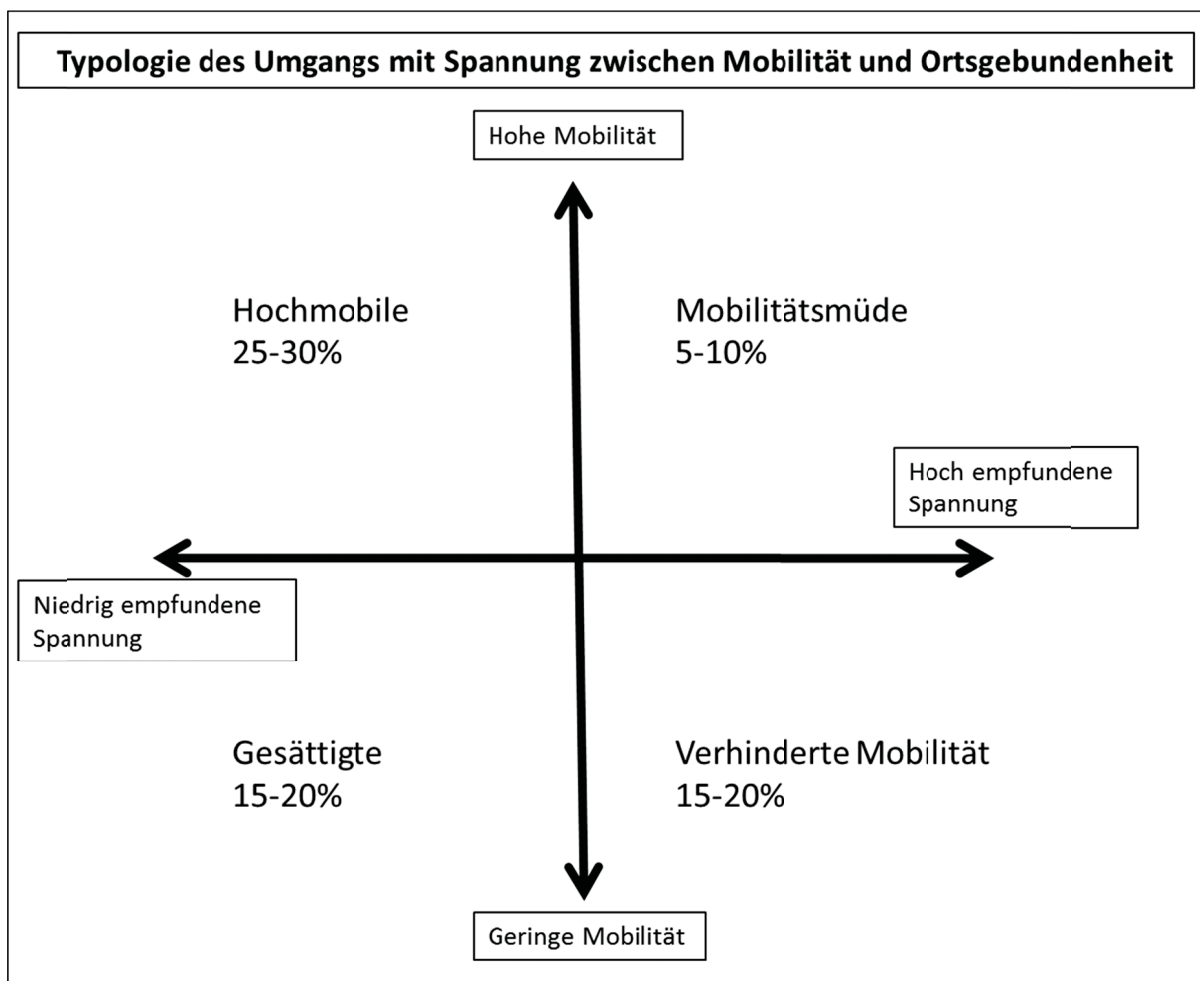 Typologie des Umgangs mit Spannung zwischen Mobilität und Ortsgebundenheit
Hohe Mobilität
Hochmobile
25-30%
Mobilitätsmüde
5-10%
Hoch empfundene
Spannung
Niedrig empfundene
Spannung
Gesättigte
15-20%
Verhinderte Mobilität
15-20%
Geringe Mobilität